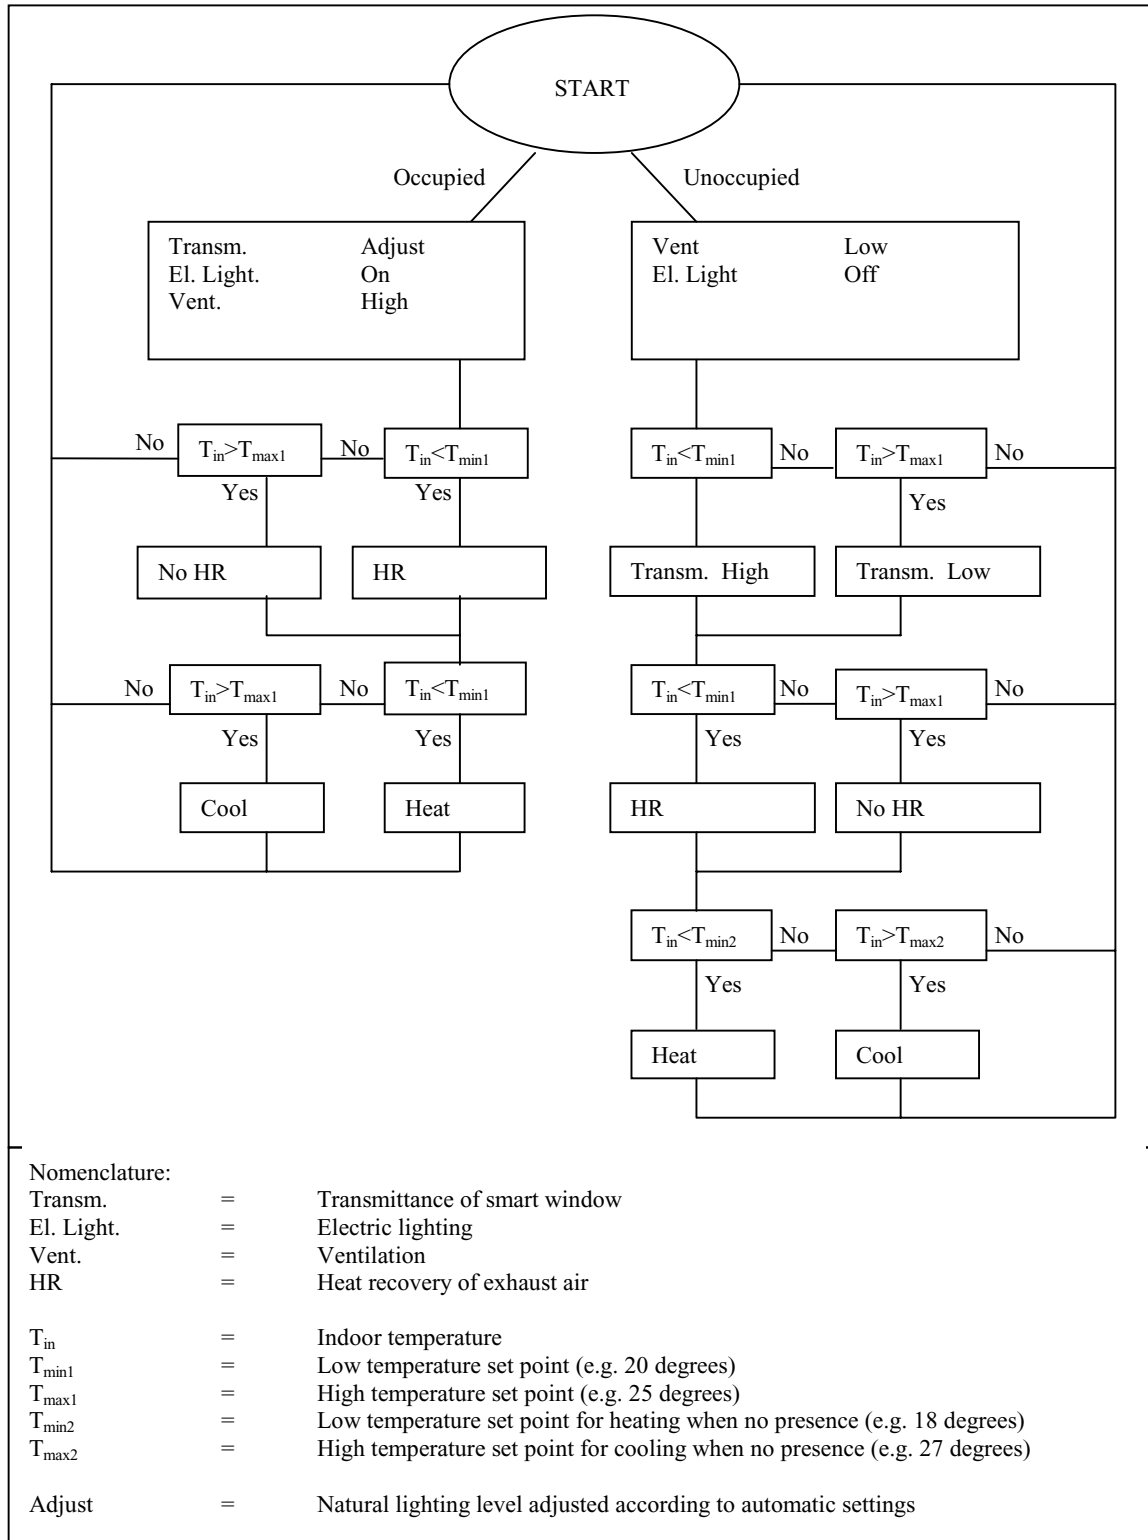 START
Occupied Unoccupied
Transm. Adjust
El. Light. On
Vent. High
Vent Low
El. Light Off
No T_in>T_max1 No T_in<T_min1
Yes Yes
No HR HR
No T_in>T_max1 No T_in<T_min1
Yes Yes
Cool Heat
T_in<T_min1 No T_in>T_max1 No
Yes
Transm. High Transm. Low
T_in<T_min1 No T_in>T_max1 No
Yes Yes
HR No HR
T_in<T_min2 No T_in>T_max2 No
Yes Yes
Heat Cool
Nomenclature:
Transm. = Transmittance of smart window
El. Light. = Electric lighting
Vent. = Ventilation
HR = Heat recovery of exhaust air
T_in = Indoor temperature
T_min1 = Low temperature set point (e.g. 20 degrees)
T_max1 = High temperature set point (e.g. 25 degrees)
T_min2 = Low temperature set point for heating when no presence (e.g. 18 degrees)
T_max2 = High temperature set point for cooling when no presence (e.g. 27 degrees)
Adjust = Natural lighting level adjusted according to automatic settings